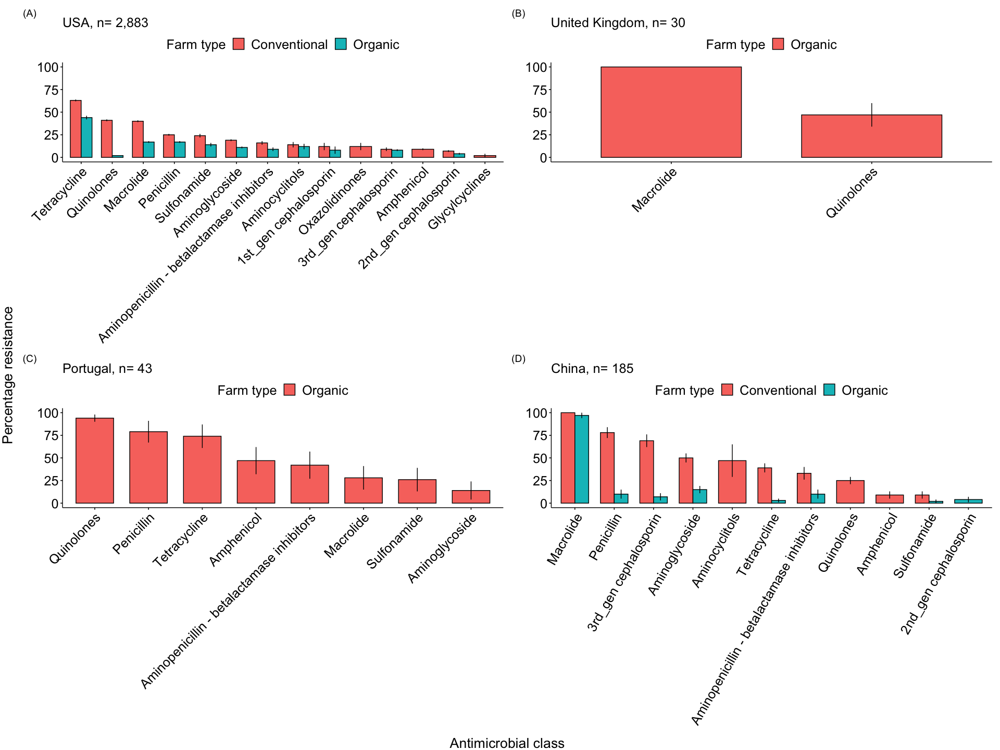 (A)
USA, n= 2,883
Farm type Conventional Organic
100
75
50
25
0
Tetracycline
Quinolones
Macrolide
Penicillin
Sulfonamide
Aminoglycoside
Aminopenicillin - betalactamase inhibitors
Aminocyclitols
1st_gen cephalosporin
Oxazolidinones
3rd_gen cephalosporin
Amphenicol
2nd_gen cephalosporin
Glycylcyclines
(B)
United Kingdom, n= 30
Farm type Organic
100
75
50
25
0
Macrolide
Quinolones
Percentage resistance
(C)
Portugal, n= 43
Farm type Organic
100
75
50
25
0
Quinolones
Penicillin
Tetracycline
Amphenicol
Aminopenicillin - betalactamase inhibitors
Macrolide
Sulfonamide
Aminoglycoside
(D)
China, n= 185
Farm type Conventional Organic
100
75
50
25
0
Macrolide
Penicillin
3rd_gen cephalosporin
Aminoglycoside
Aminocyclitols
Tetracycline
Aminopenicillin - betalactamase inhibitors
Quinolones
Amphenicol
Sulfonamide
2nd_gen cephalosporin
Antimicrobial class